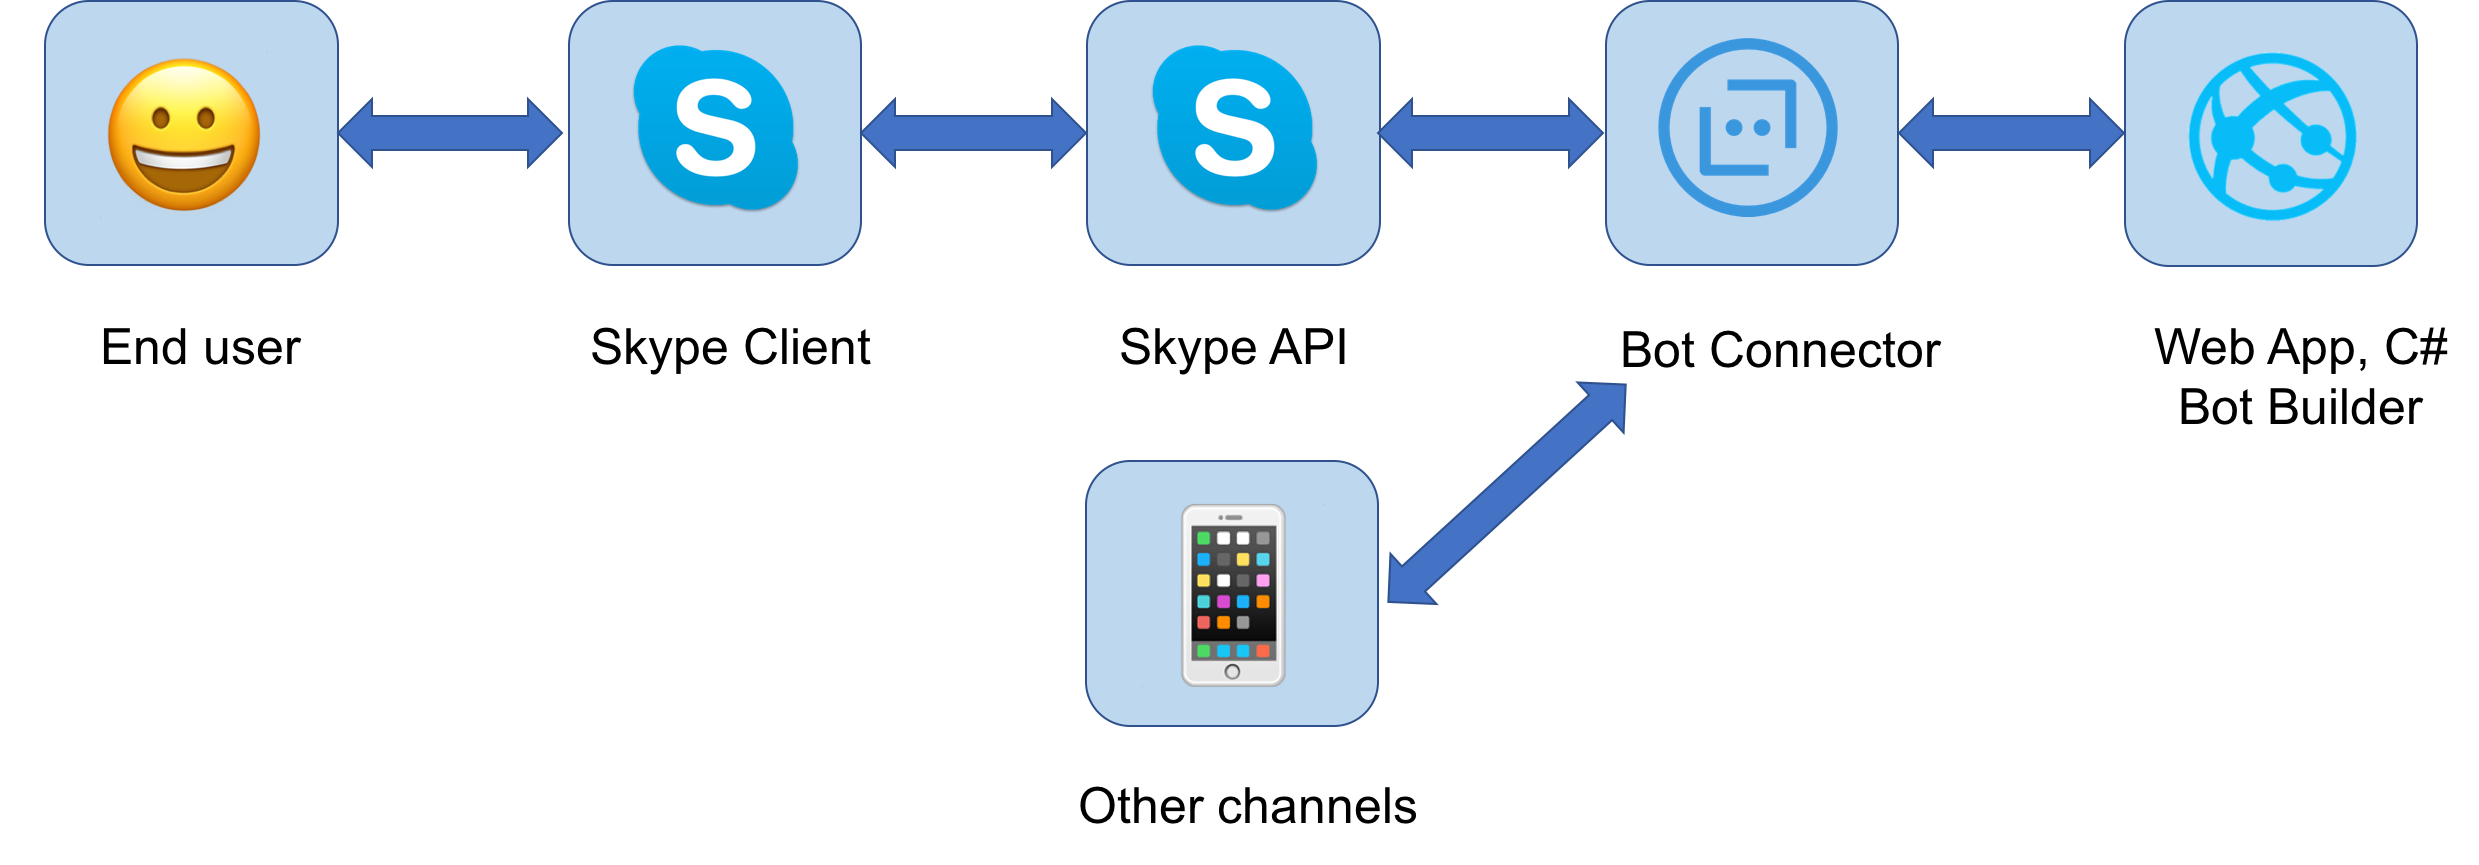 End user
Skype Client
Skype API
Bot Connector
Web App, C#
Bot Builder
Other channels